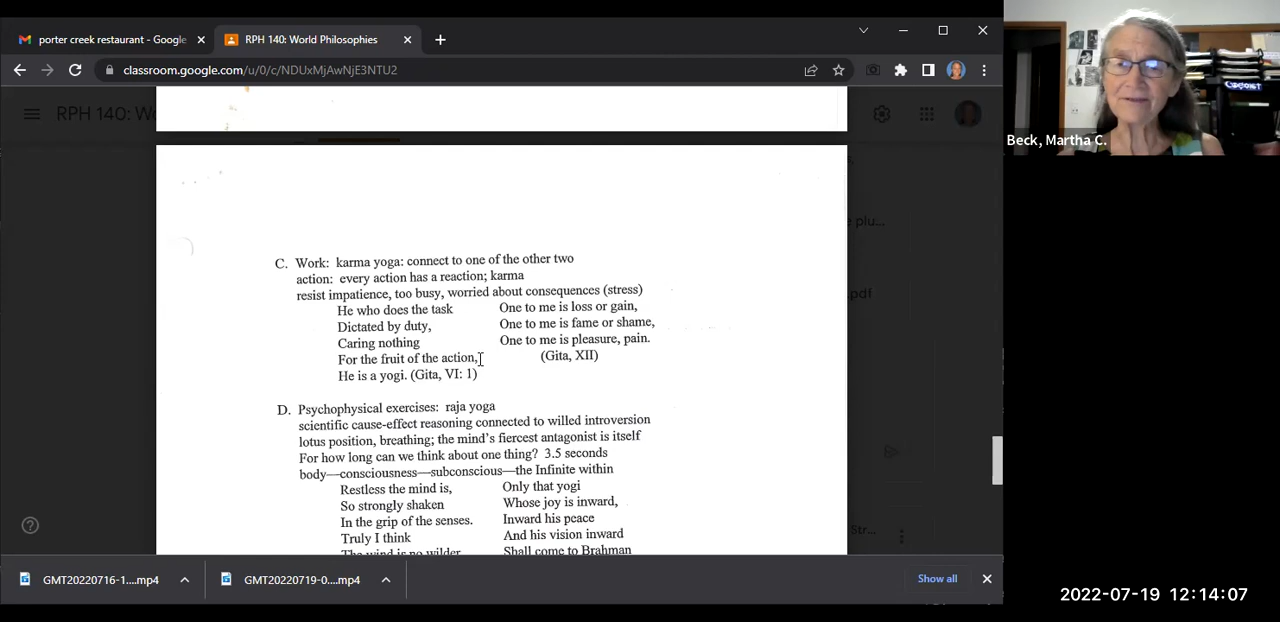 porter creek restaurant - Google
RPH 140: World Philosophies
classroom.google.com/u/0/c/NDUxMjAwNjE3NTU2
RPH 140: Wo
Beck, Martha C.
e plu...
.pdf
C. Work: karma yoga: connect to one of the other two
action: every action has a reaction; karma
resist impatience, too busy, worried about consequences (stress)
He who does the task One to me is loss or gain,
Dictated by duty, One to me is fame or shame,
Caring nothing One to me is pleasure, pain.
For the fruit of the action, (Gita, XII)
He is a yogi. (Gita, VI: 1)
D. Psychophysical exercises: raja yoga
scientific cause-effect reasoning connected to willed introversion
lotus position, breathing; the mind's fiercest antagonist is itself
For how long can we think about one thing? 3.5 seconds
body—consciousness—subconscious—the Infinite within
Restless the mind is, Only that yogi
So strongly shaken Whose joy is inward,
In the grip of the senses. Inward his peace
Truly I think And his vision inward
The wind is no wilder Shall come to Brahman
Str...
GMT20220716-1....mp4
GMT20220719-0....mp4
Show all
2022-07-19 12:14:07